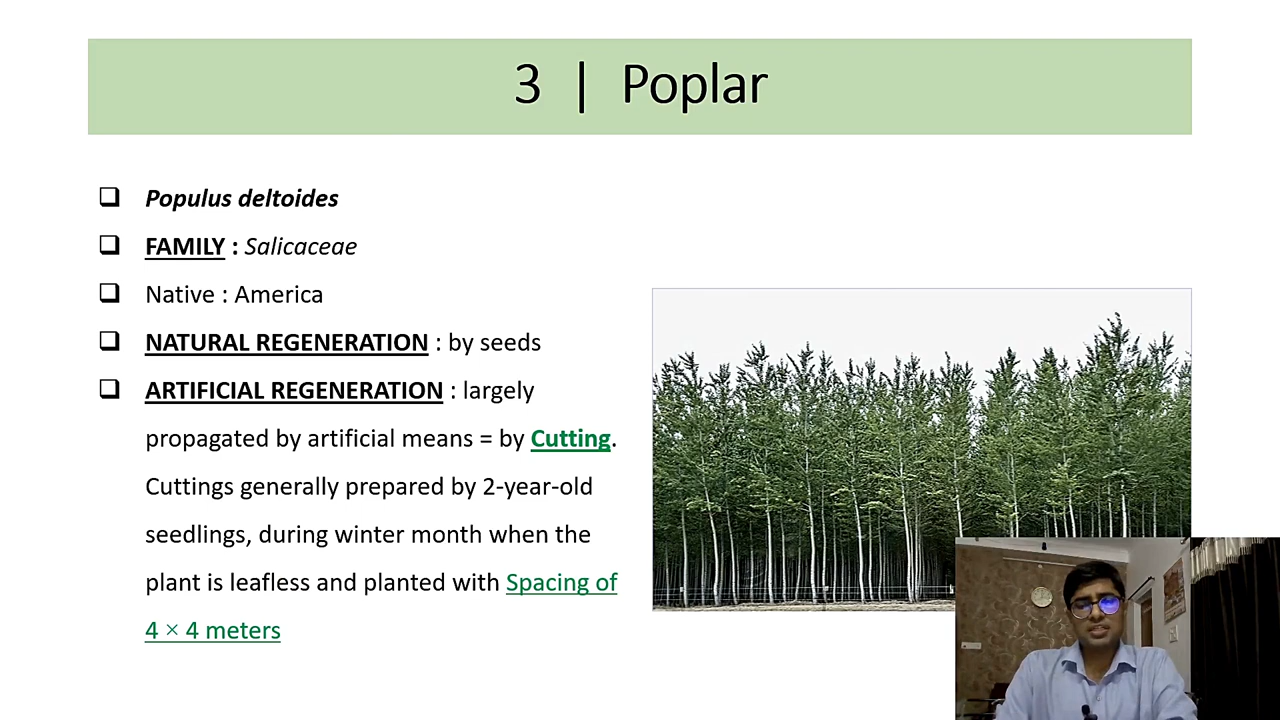 3 | Poplar
Populus deltoides
FAMILY : Salicaceae
Native : America
NATURAL REGENERATION : by seeds
ARTIFICIAL REGENERATION : largely
propagated by artificial means = by Cutting.
Cuttings generally prepared by 2-year-old
seedlings, during winter month when the
plant is leafless and planted with Spacing of
4 × 4 meters